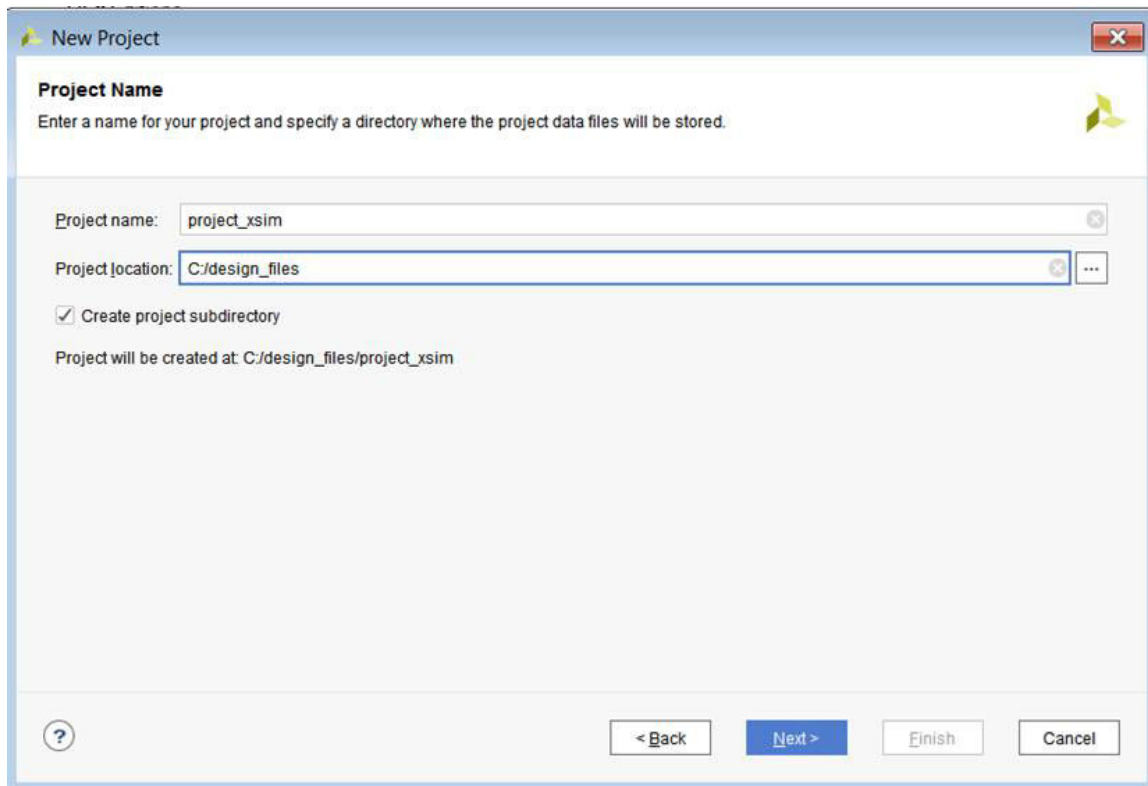 New Project
Project Name
Enter a name for your project and specify a directory where the project data files will be stored.
Project name: project_xsim
Project location: C:/design_files ...
Create project subdirectory
Project will be created at: C:/design_files/project_xsim
? < Back Next > Finish Cancel